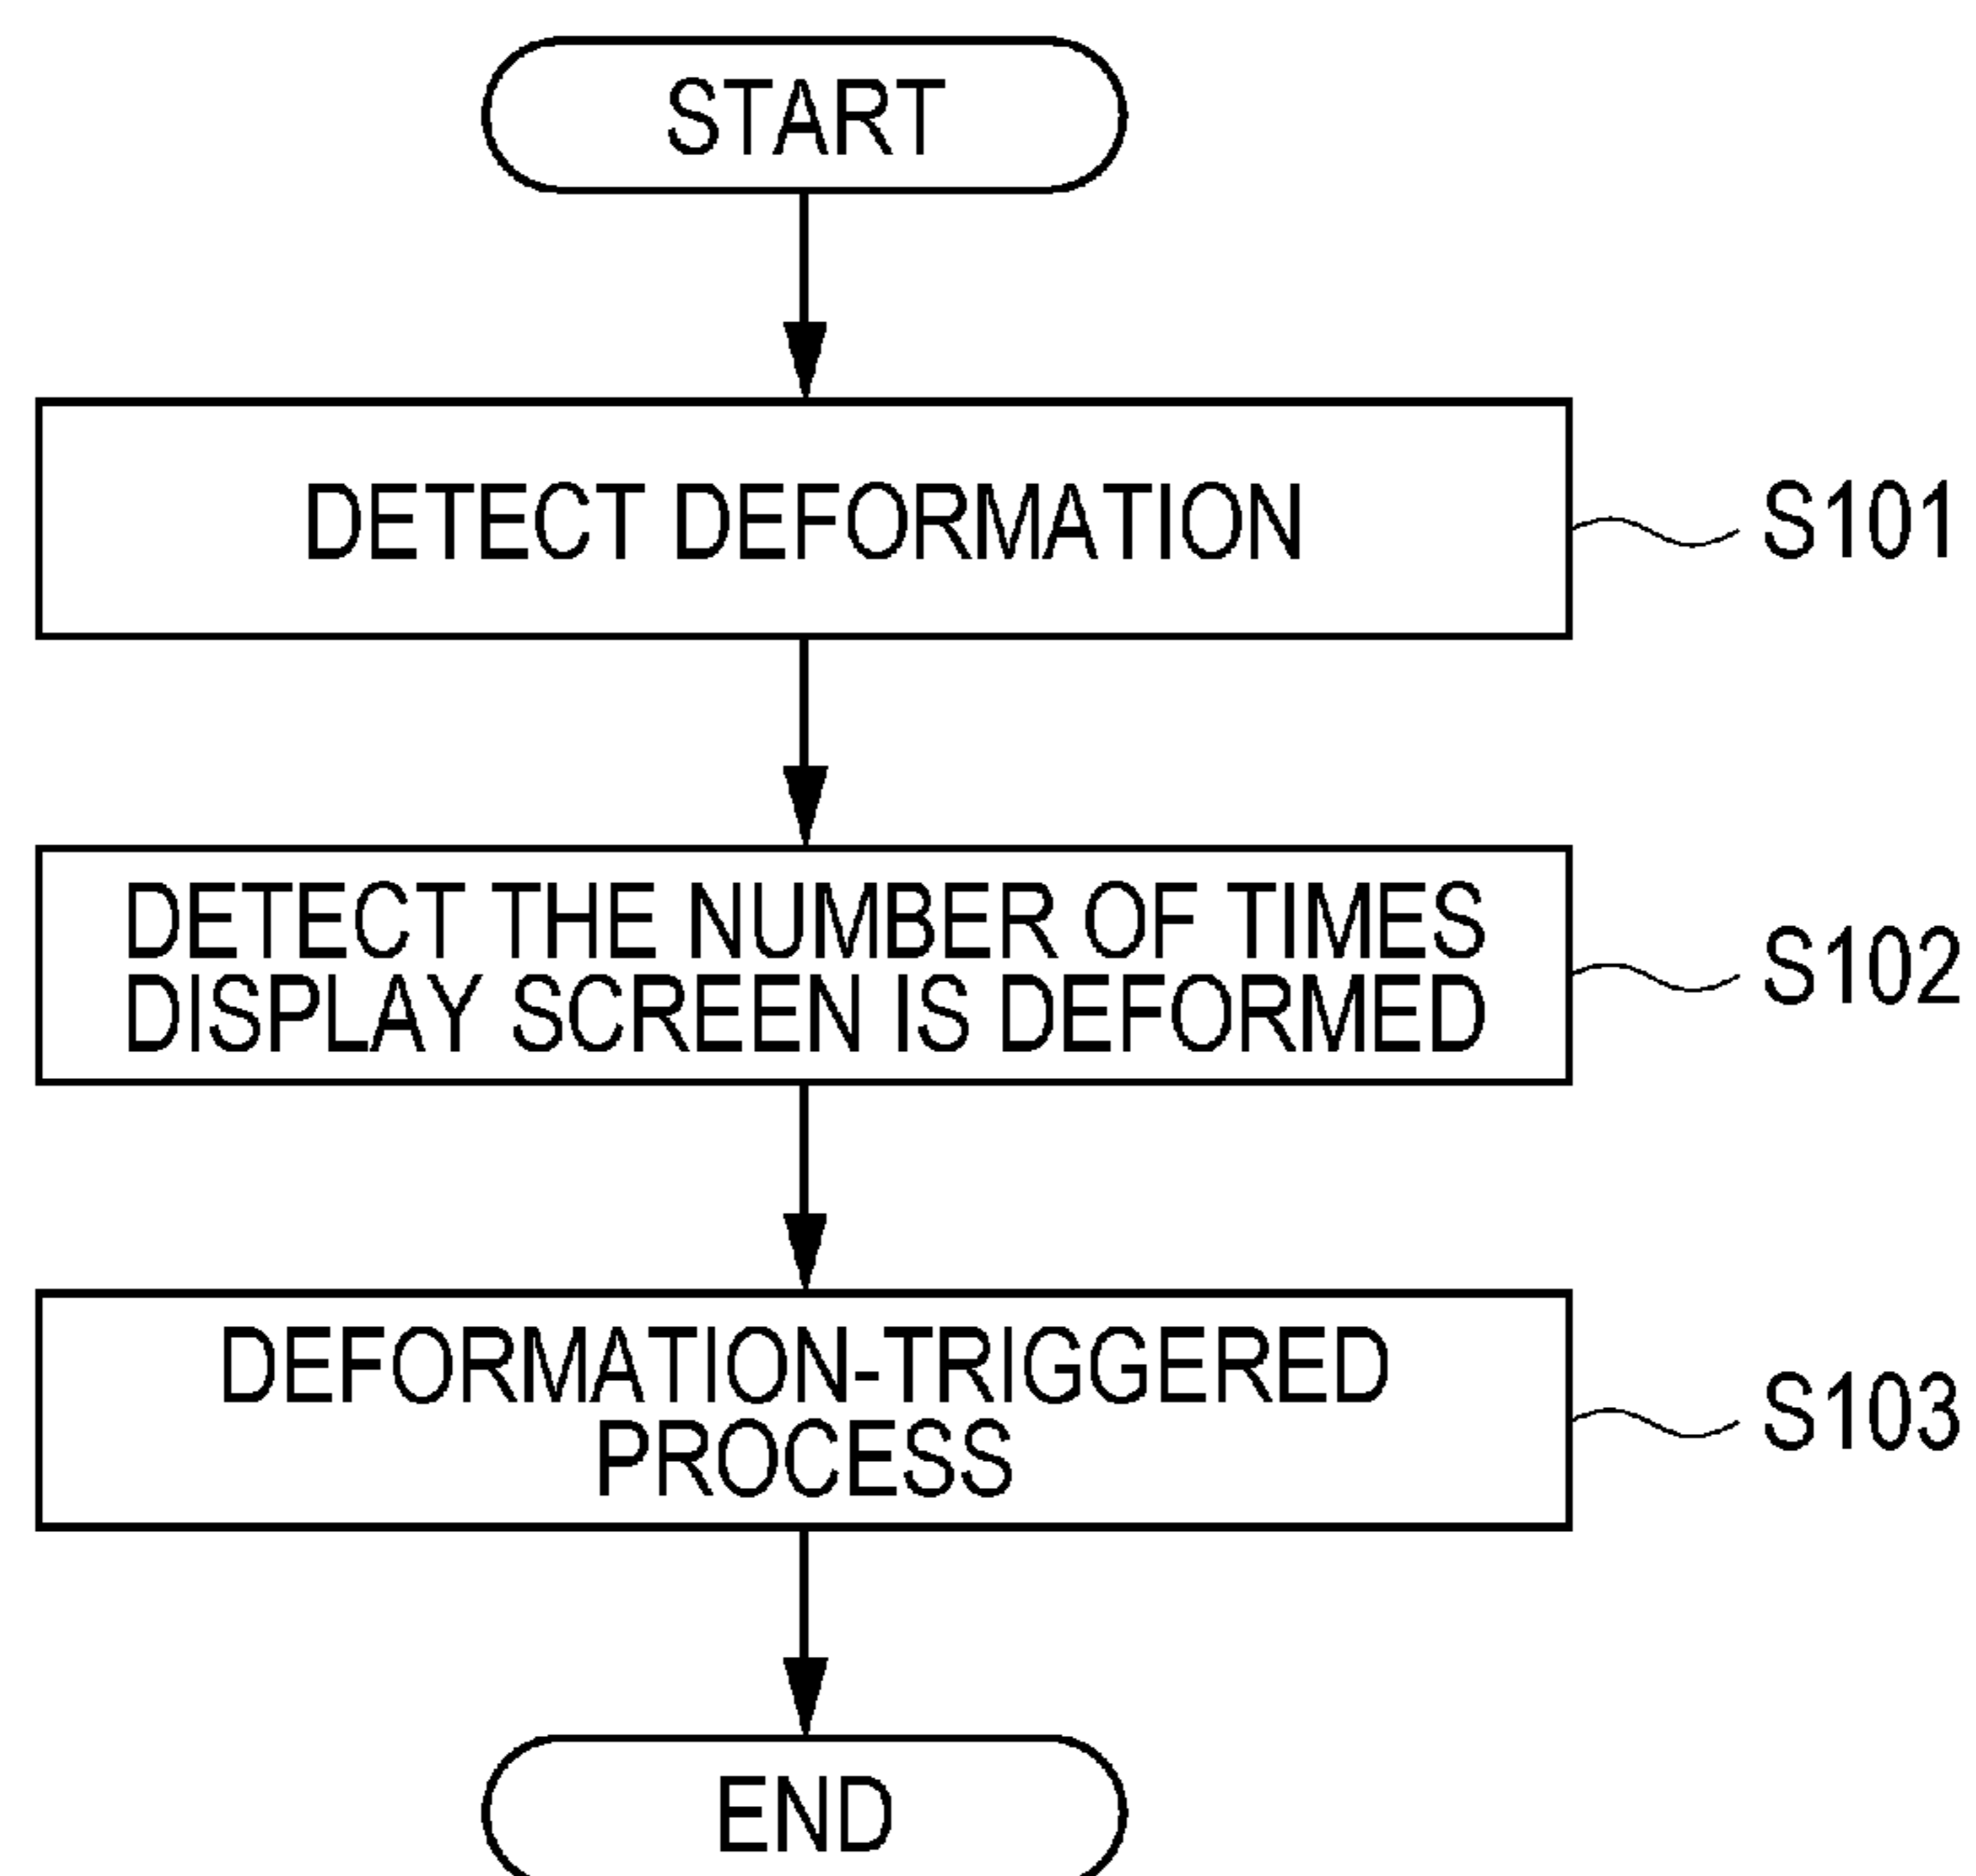 START
DETECT DEFORMATION
S101
DETECT THE NUMBER OF TIMES
DISPLAY SCREEN IS DEFORMED
S102
DEFORMATION-TRIGGERED
PROCESS
S103
END